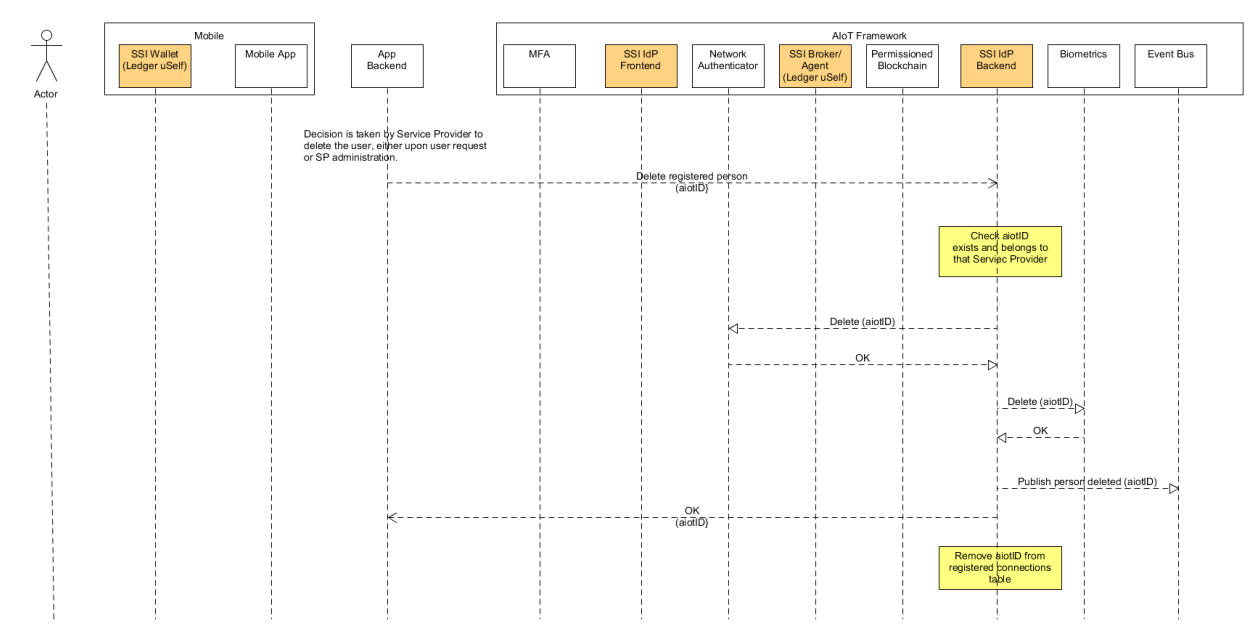 Mobile
AIoT Framework
SSI Wallet
(Ledger uSelf)
Mobile App
App
Backend
MFA
SSI IdP
Frontend
Network
Authenticator
SSI Broker/
Agent
(Ledger uSelf)
Permissioned
Blockchain
SSI IdP
Backend
Biometrics
Event Bus
Actor
Decision is taken by Service Provider to
delete the user, either upon user request
or SP administration.
Delete registered person
(aiotID}
Check aiotID
exists and belongs to
that Serviec Provider
Delete (aiotID)
OK
Delete (aiotID)
OK
Publish person deleted (aiotID)
OK
(aiotID}
Remove aiotID from
registered connections
table